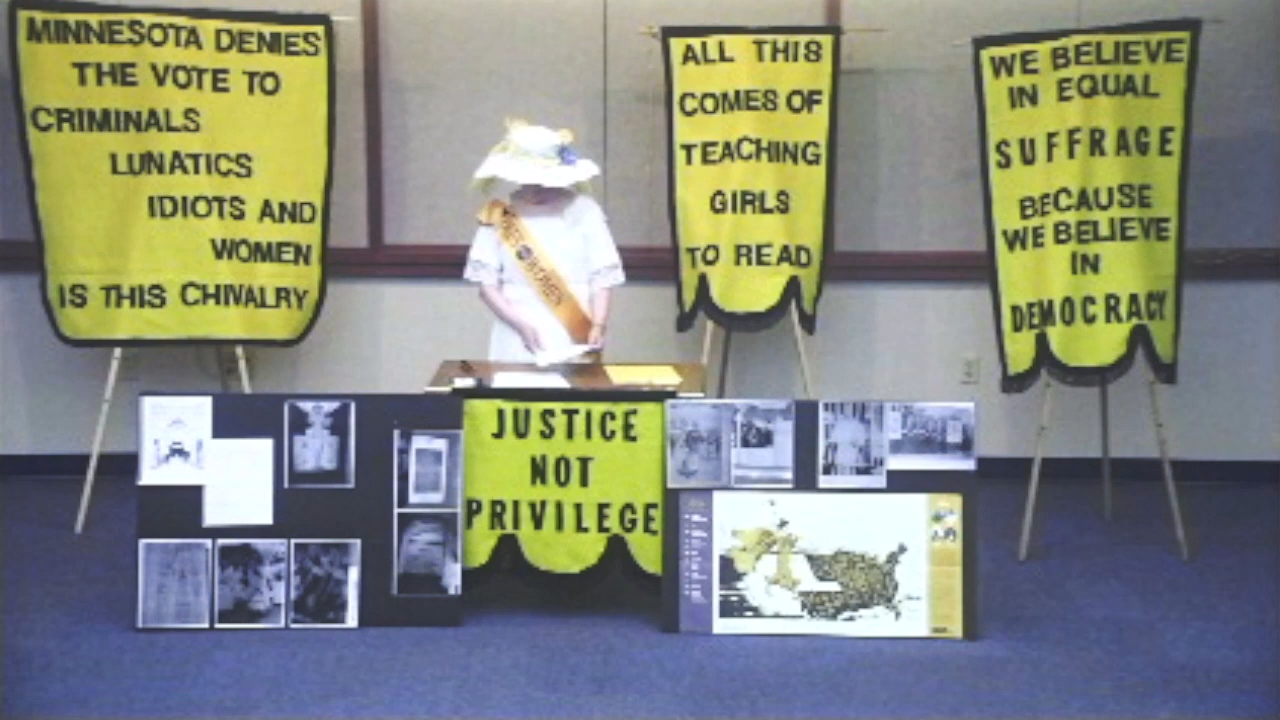 MINNESOTA DENIES
THE VOTE TO
CRIMINALS
LUNATICS
IDIOTS AND
WOMEN
IS THIS CHIVALRY
ALL THIS
COMES OF
TEACHING
GIRLS
TO READ
WE BELIEVE
IN EQUAL
SUFFRAGE
BECAUSE
WE BELIEVE
IN
DEMOCRACY
WOMEN
JUSTICE
NOT
PRIVILEGE